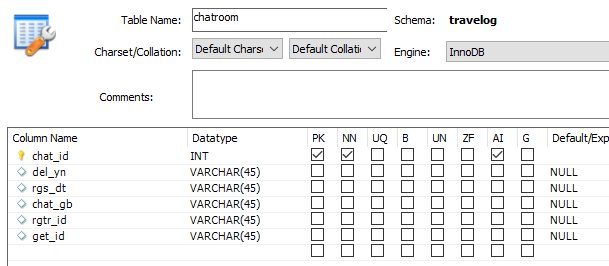 Table Name: chatroom Schema: travelog
Charset/Collation: Default Charse Default Collatic Engine: InnoDB
Comments:
Column Name Datatype PK NN UQ B UN ZF AI G Default/Exp
chat_id INT
del_yn VARCHAR(45) NULL
rgs_dt VARCHAR(45) NULL
chat_gb VARCHAR(45) NULL
rgtr_id VARCHAR(45) NULL
get_id VARCHAR(45) NULL